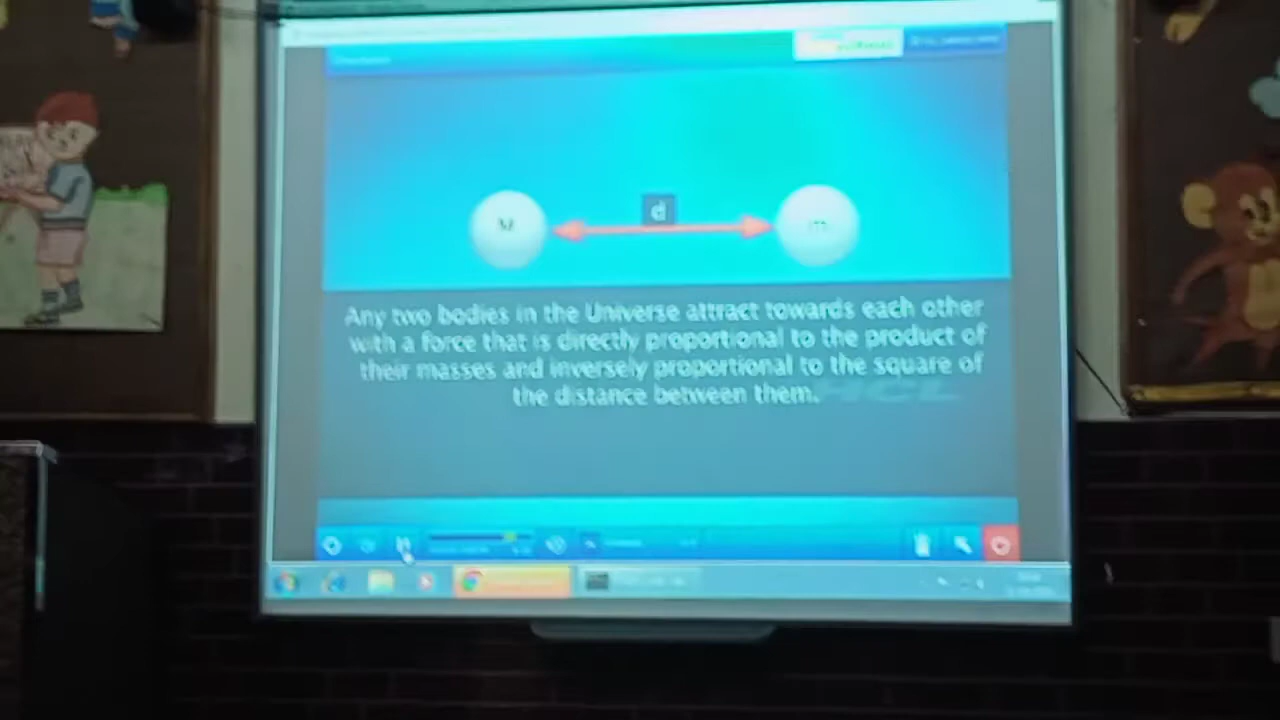 M
d
m
Any two bodies in the Universe attract towards each other
with a force that is directly proportional to the product of
their masses and inversely proportional to the square of
the distance between them.
HCL